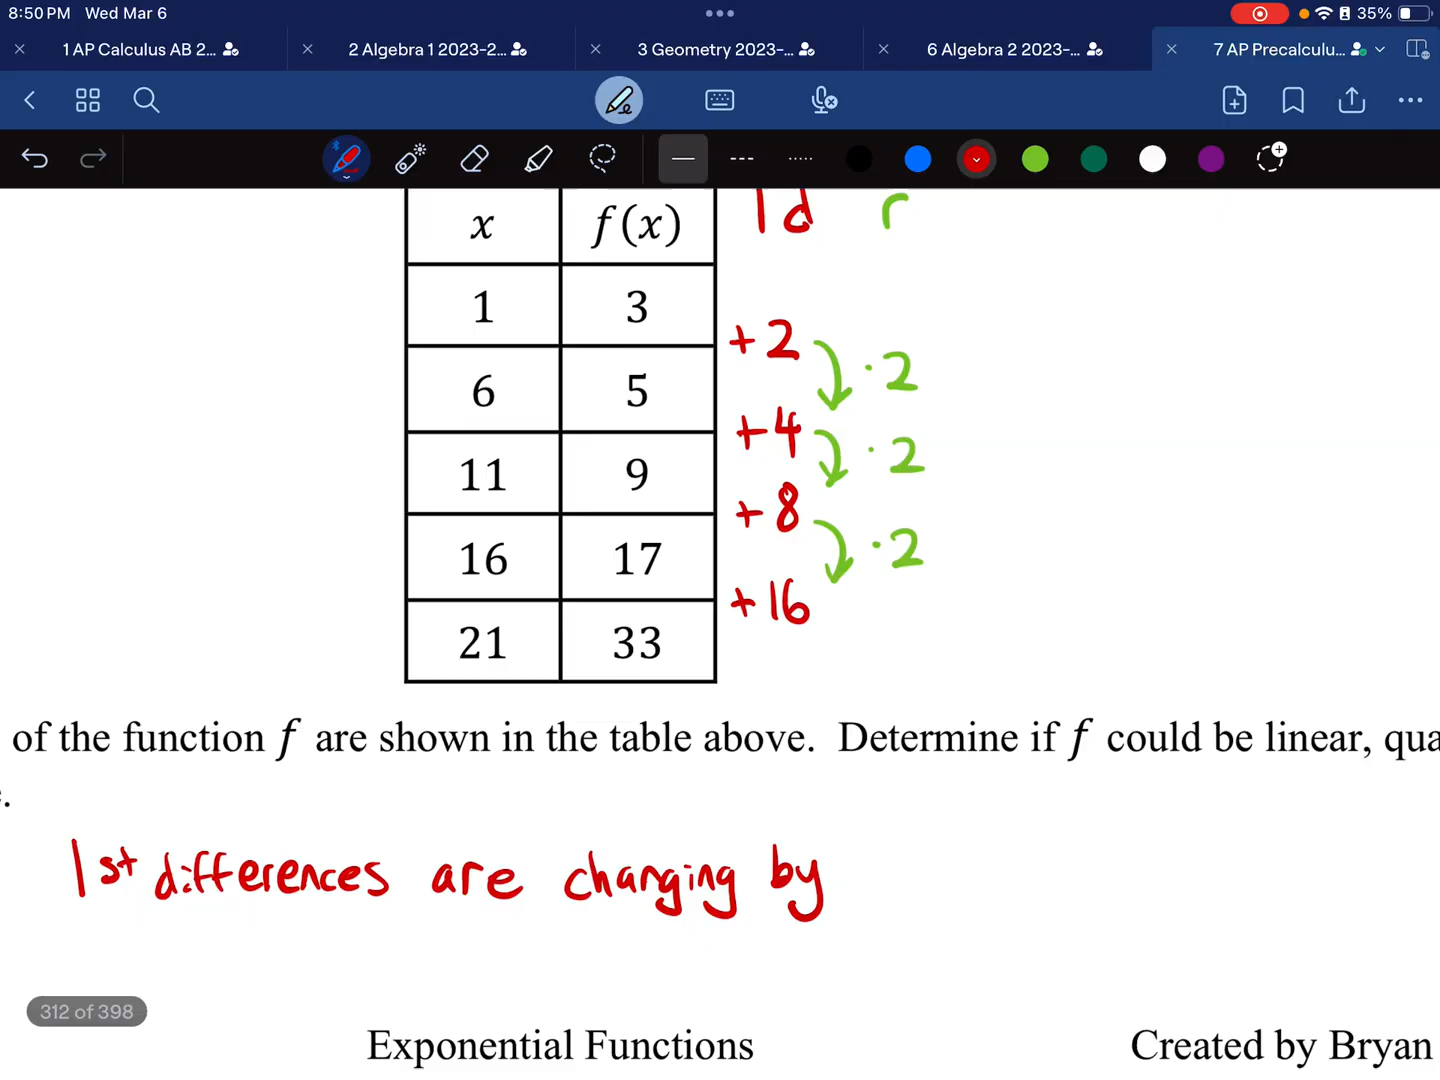 8:50 PM Wed Mar 6
35%
1 AP Calculus AB 2...
2 Algebra 1 2023-2...
3 Geometry 2023-...
6 Algebra 2 2023-...
7 AP Precalculu...
1d r
x f(x)
1 3
+2 · 2
6 5
+4 · 2
11 9
+8 · 2
16 17
+16
21 33
of the function f are shown in the table above. Determine if f could be linear, qua
.
1st differences are changing by
312 of 398
Exponential Functions
Created by Bryan